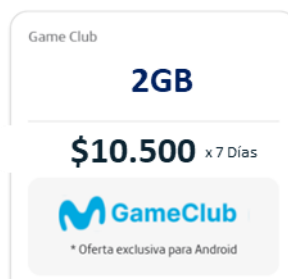 Game Club
2GB
$10.500 x 7 Días
GameClub
* Oferta exclusiva para Android